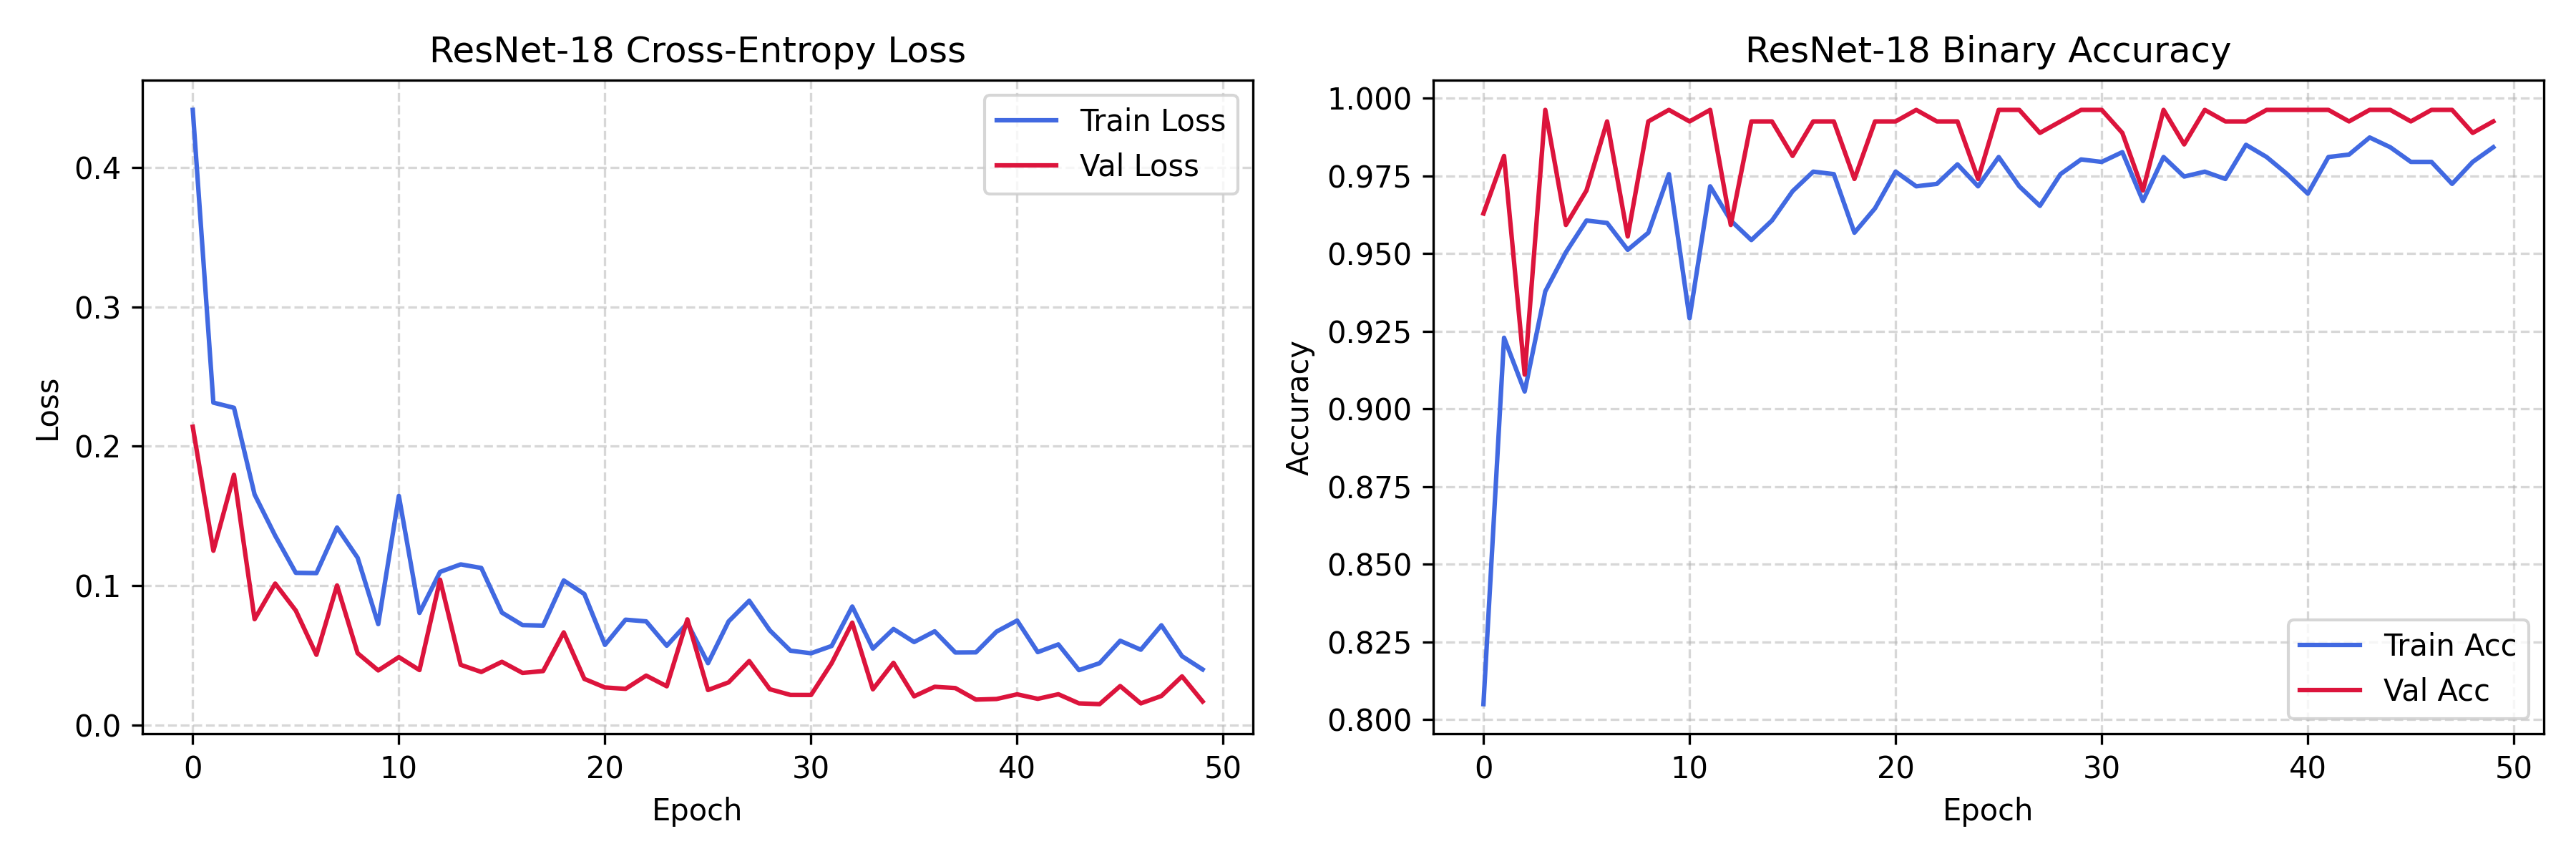 ResNet-18 Cross-Entropy Loss
Train Loss
Val Loss
Loss
0.4
0.3
0.2
0.1
0.0
0 10 20 30 40 50
Epoch
ResNet-18 Binary Accuracy
Accuracy
1.000
0.975
0.950
0.925
0.900
0.875
0.850
0.825
0.800
Train Acc
Val Acc
0 10 20 30 40 50
Epoch